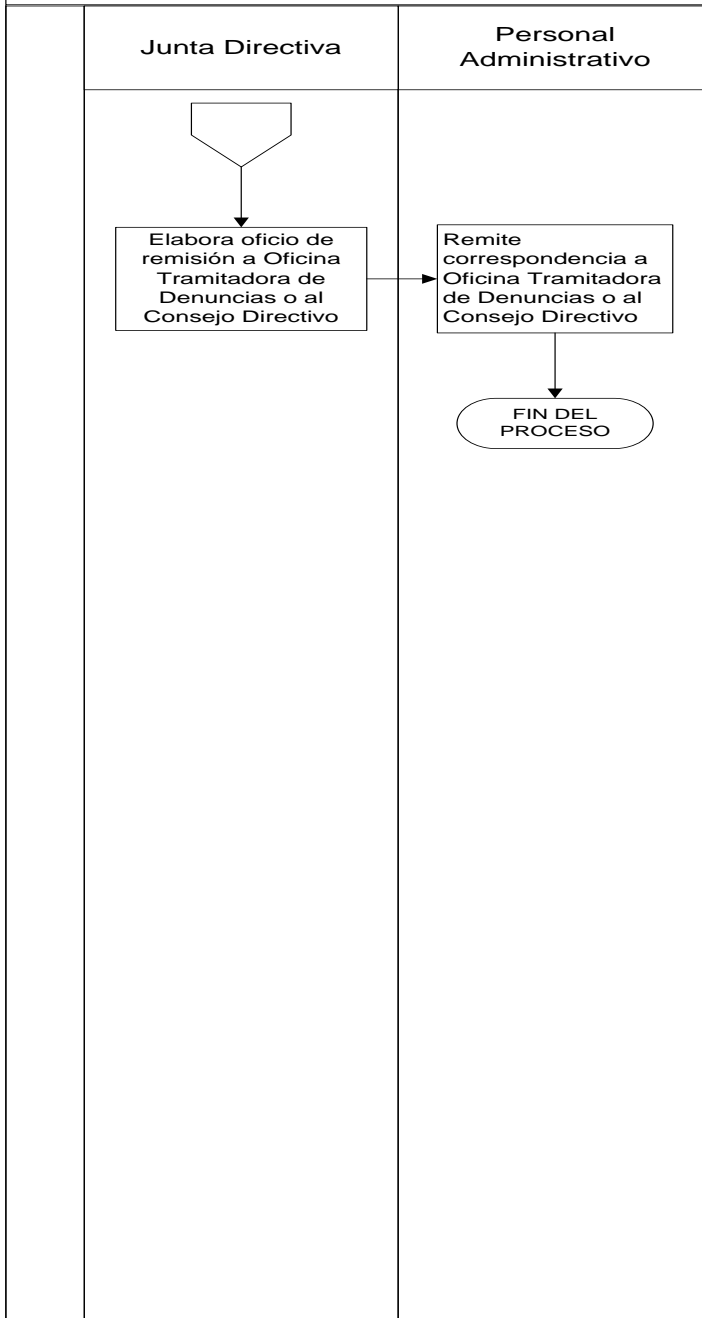 Junta Directiva
Personal
Administrativo
Elabora oficio de
remisión a Oficina
Tramitadora de
Denuncias o al
Consejo Directivo
Remite
correspondencia a
Oficina Tramitadora
de Denuncias o al
Consejo Directivo
FIN DEL
PROCESO